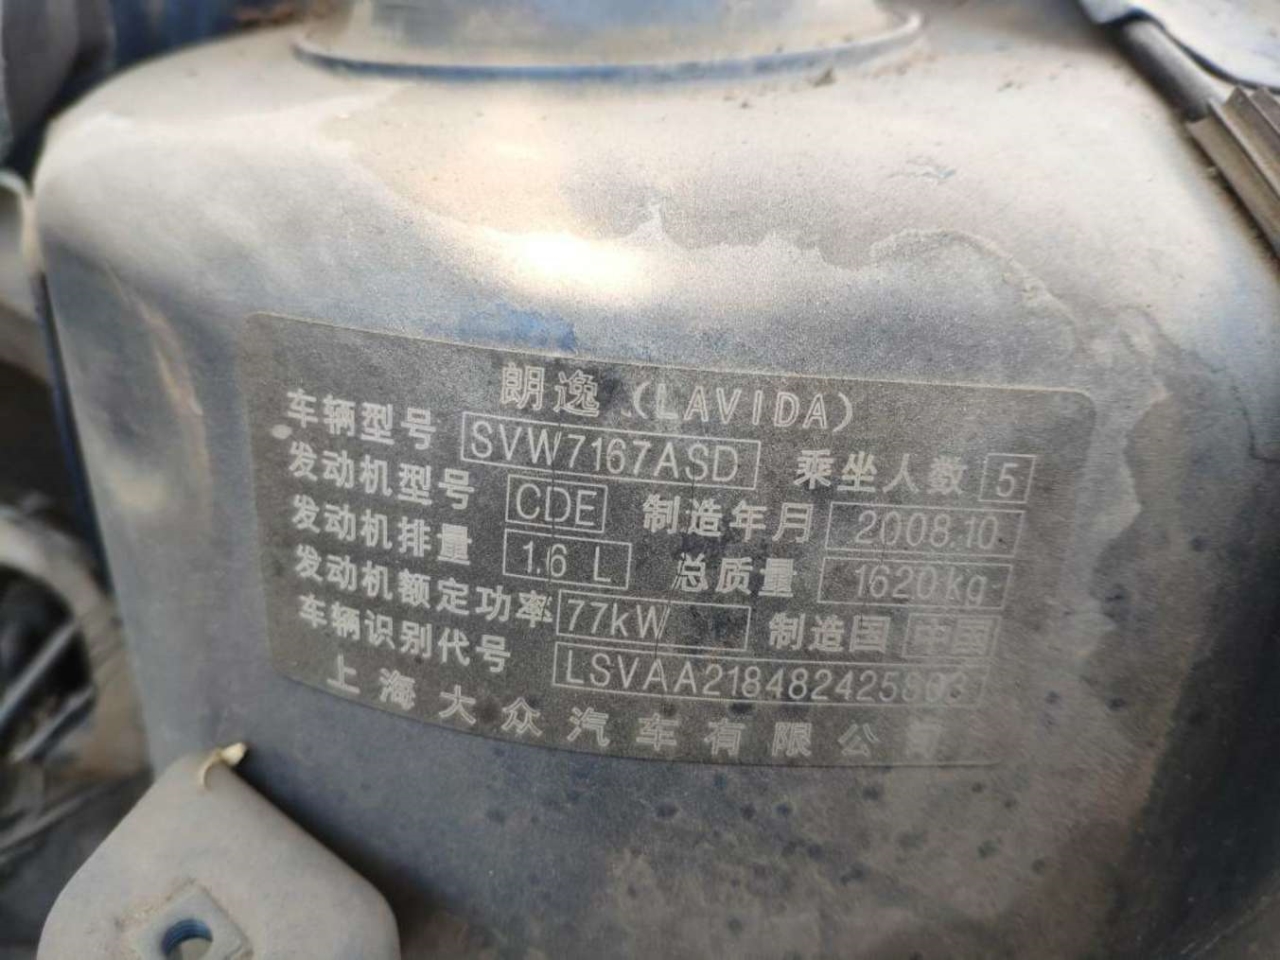 朗逸 (LAVIDA)
车辆型号 SVW7167ASD 乘坐人数 5
发动机型号 CDE 制造年月 2008.10
发动机排量 1.6 L 总质量 1620kg
发动机额定功率 77kW 制造国 中国
车辆识别代号
上海大众汽车有限公司